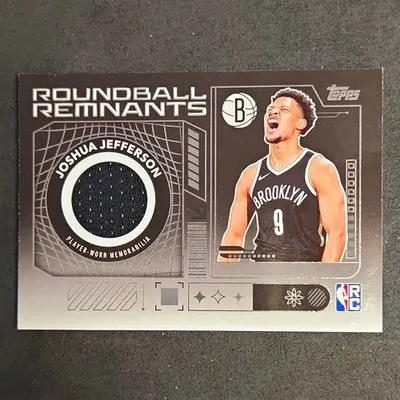 ROUNDBALL
REMNANTS
JOSHUA JEFFERSON
PLAYER-WORN MEMORABILIA
B
Topps
BROOKLYN
9
RC